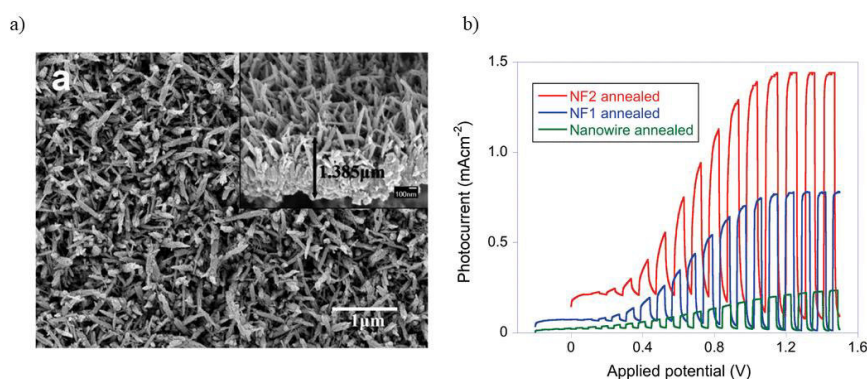 a)
b)
a
1.385μm
100nm
1μm
NF2 annealed
NF1 annealed
Nanowire annealed
Photocurrent (mAcm⁻²)
1.5
1.0
0.5
0
0
0.4
0.8
1.2
1.6
Applied potential (V)